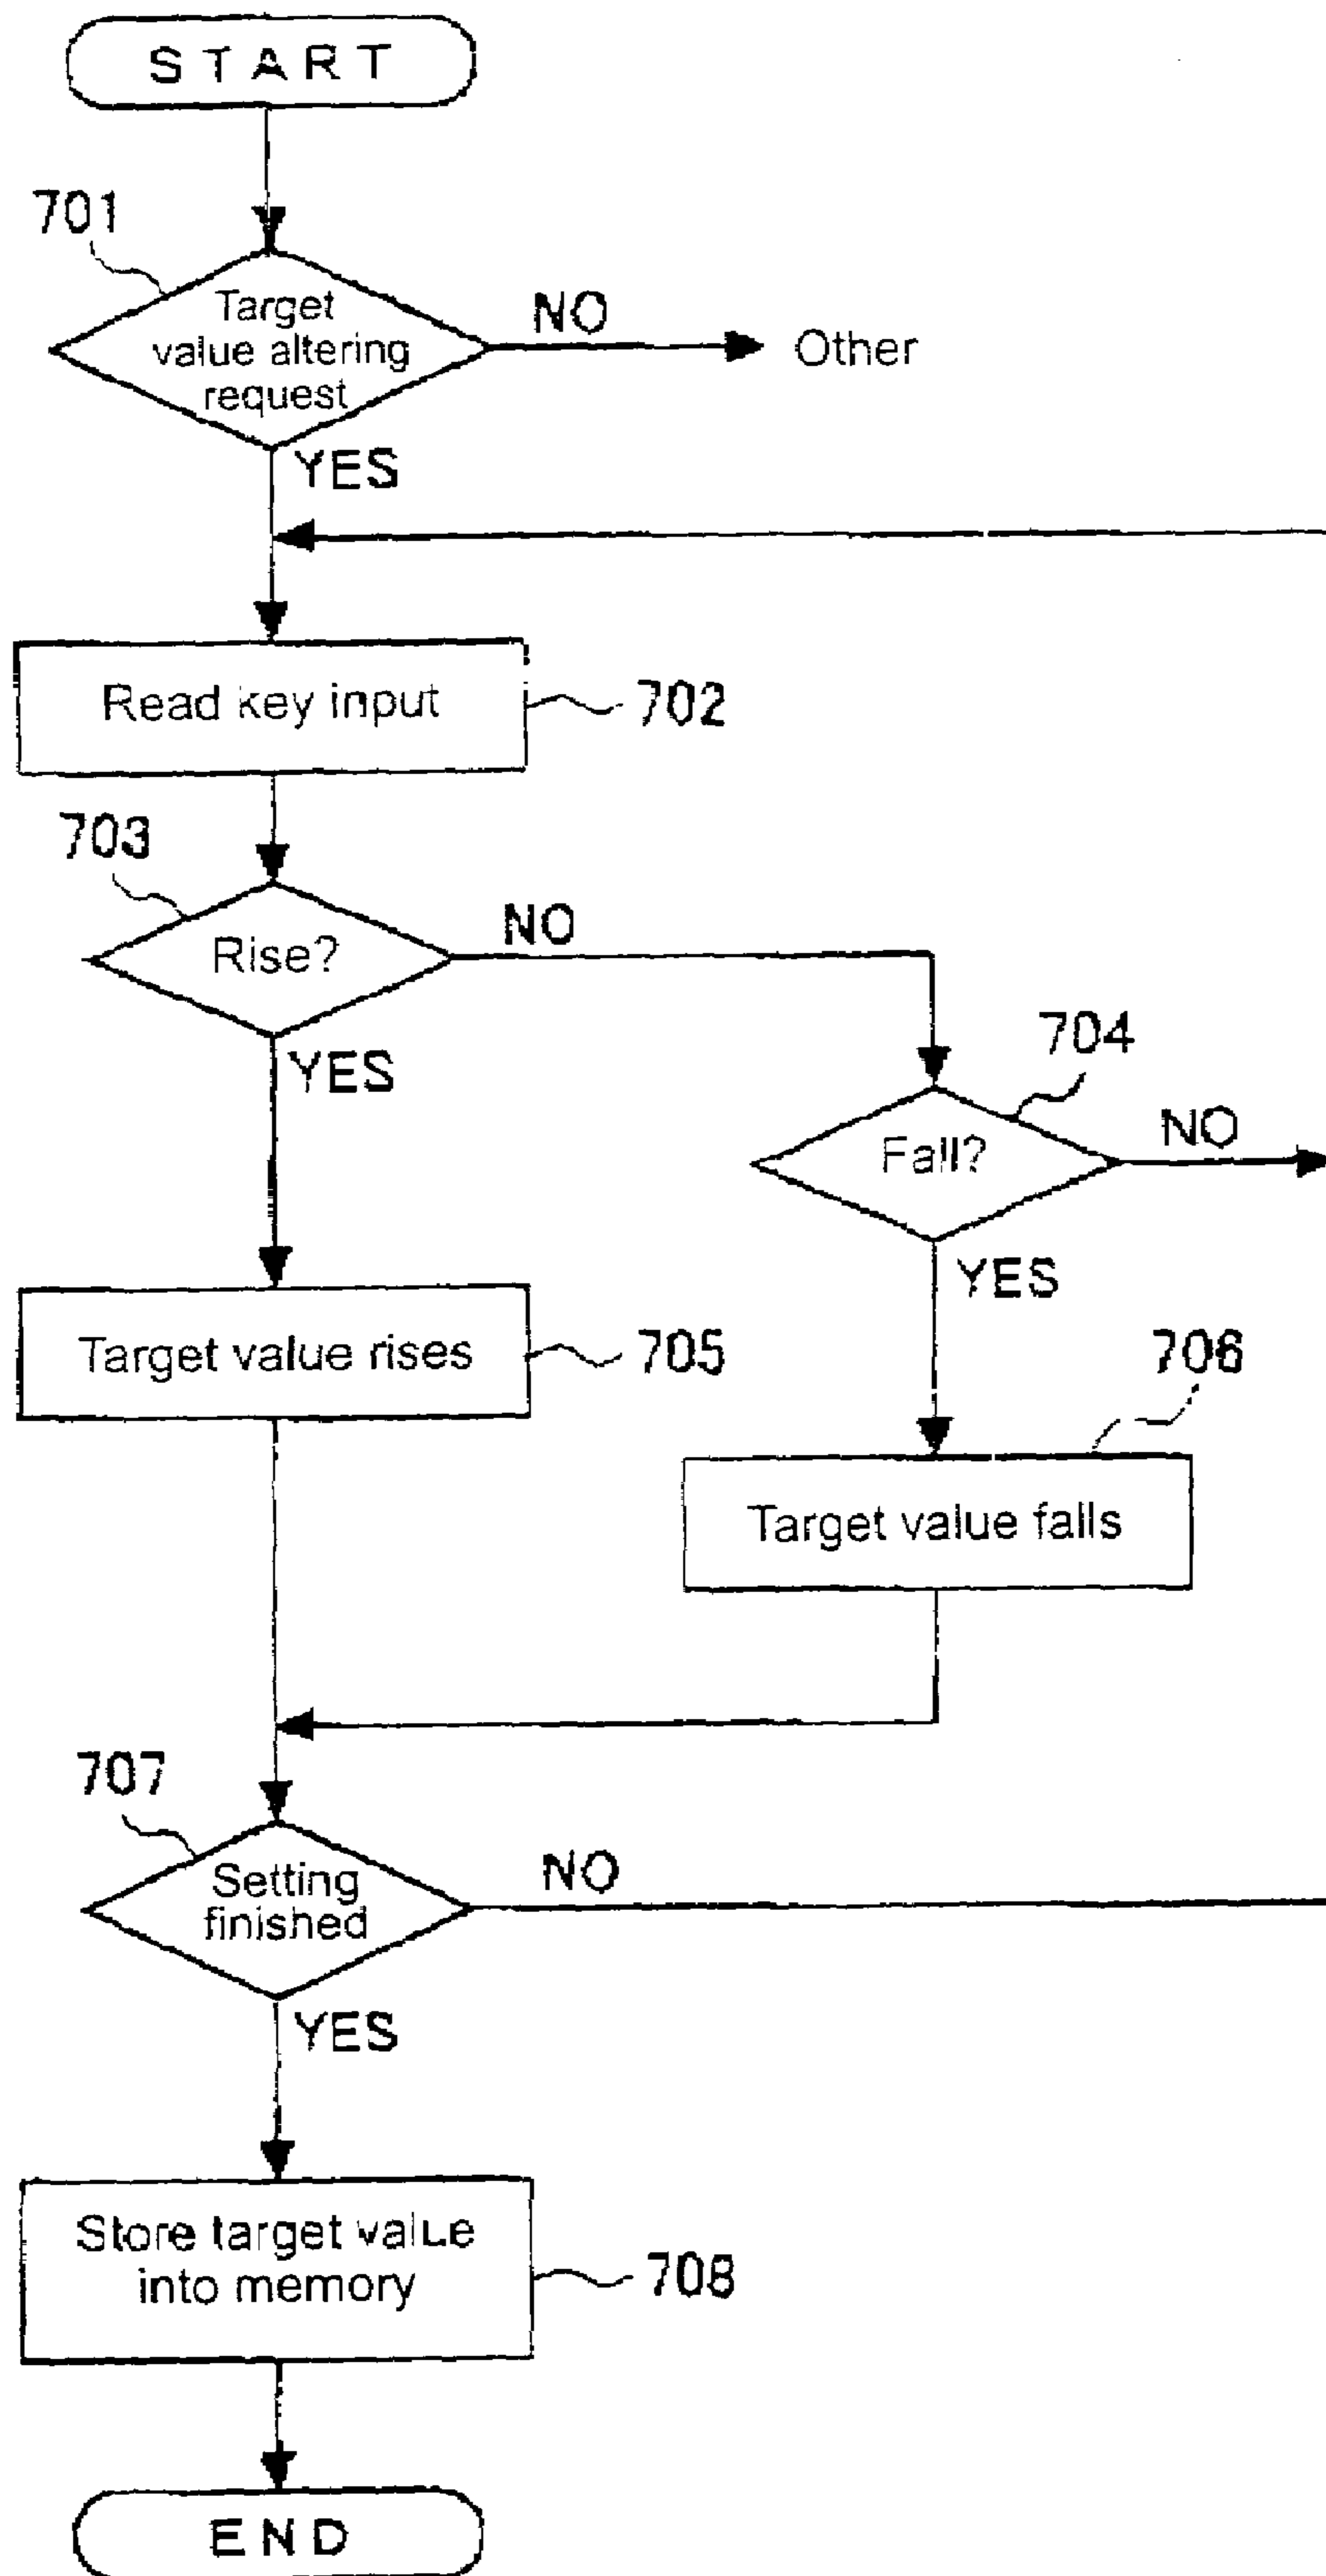 START
701
Target
value altering
request
NO
Other
YES
Read key input
702
703
Rise?
NO
YES
704
Fall?
NO
YES
Target value rises
705
706
Target value falls
707
Setting
finished
NO
YES
Store target value
into memory
708
END